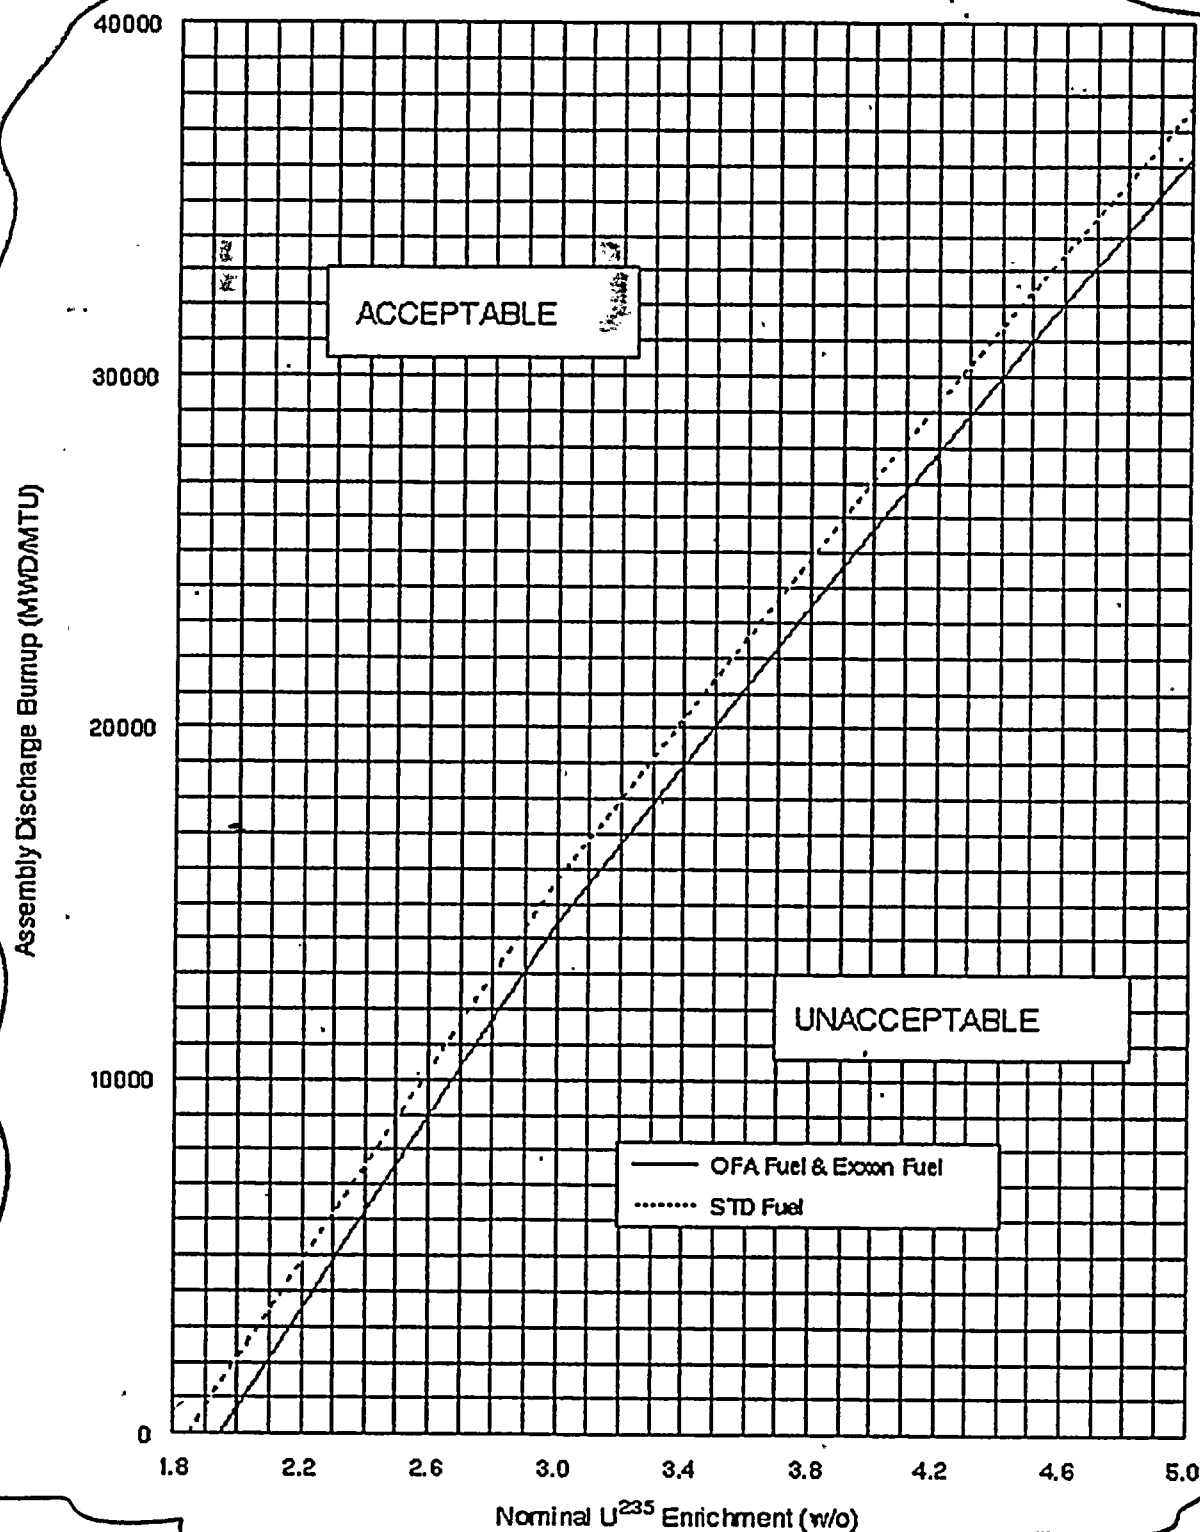 40000
ACCEPTABLE
30000
Assembly Discharge Burnup (MWD/MTU)
20000
UNACCEPTABLE
10000
OFA Fuel & Exxon Fuel
STD Fuel
0
1.8 2.2 2.6 3.0 3.4 3.8 4.2 4.6 5.0
Nominal U²³⁵ Enrichment (w/o)